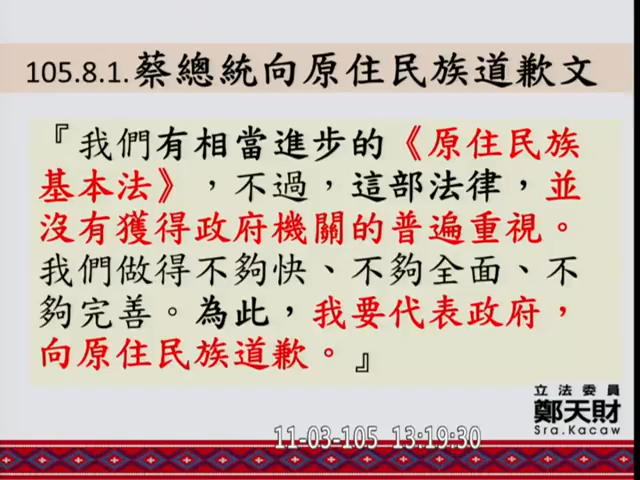 105.8.1.蔡總統向原住民族道歉文
『我們有相當進步的《原住民族
基本法》，不過，這部法律，並
沒有獲得政府機關的普遍重視。
我們做得不夠快、不夠全面、不
夠完善。為此，我要代表政府，
向原住民族道歉。』
立法委員
鄭天財
Sra.Kacaw
11-03-105 13:19:30